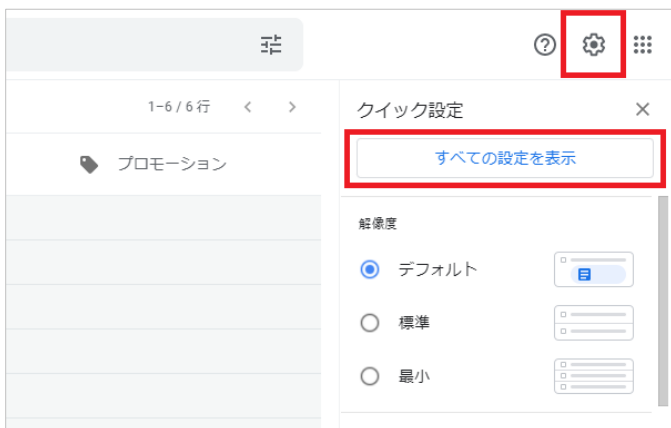 1–6 / 6 行
クイック設定
すべての設定を表示
プロモーション
解像度
デフォルト
標準
最小